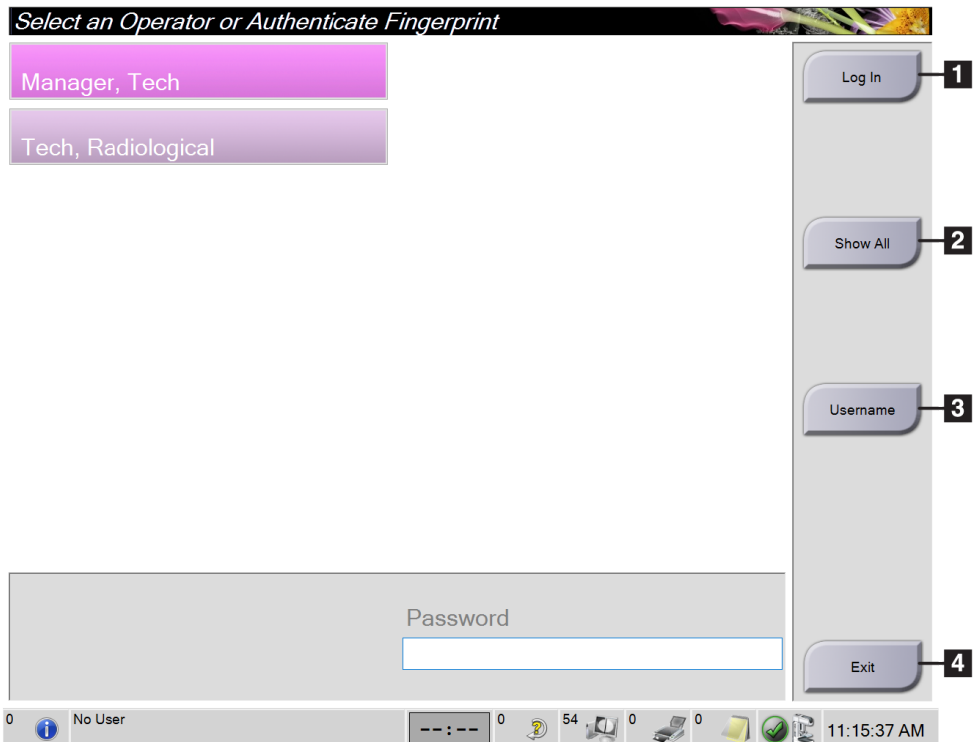 Select an Operator or Authenticate Fingerprint
Manager, Tech
Log In
1
Tech, Radiological
Show All
2
Username
3
Password
Exit
4
0
No User
--:--
0
54
0
0
11:15:37 AM